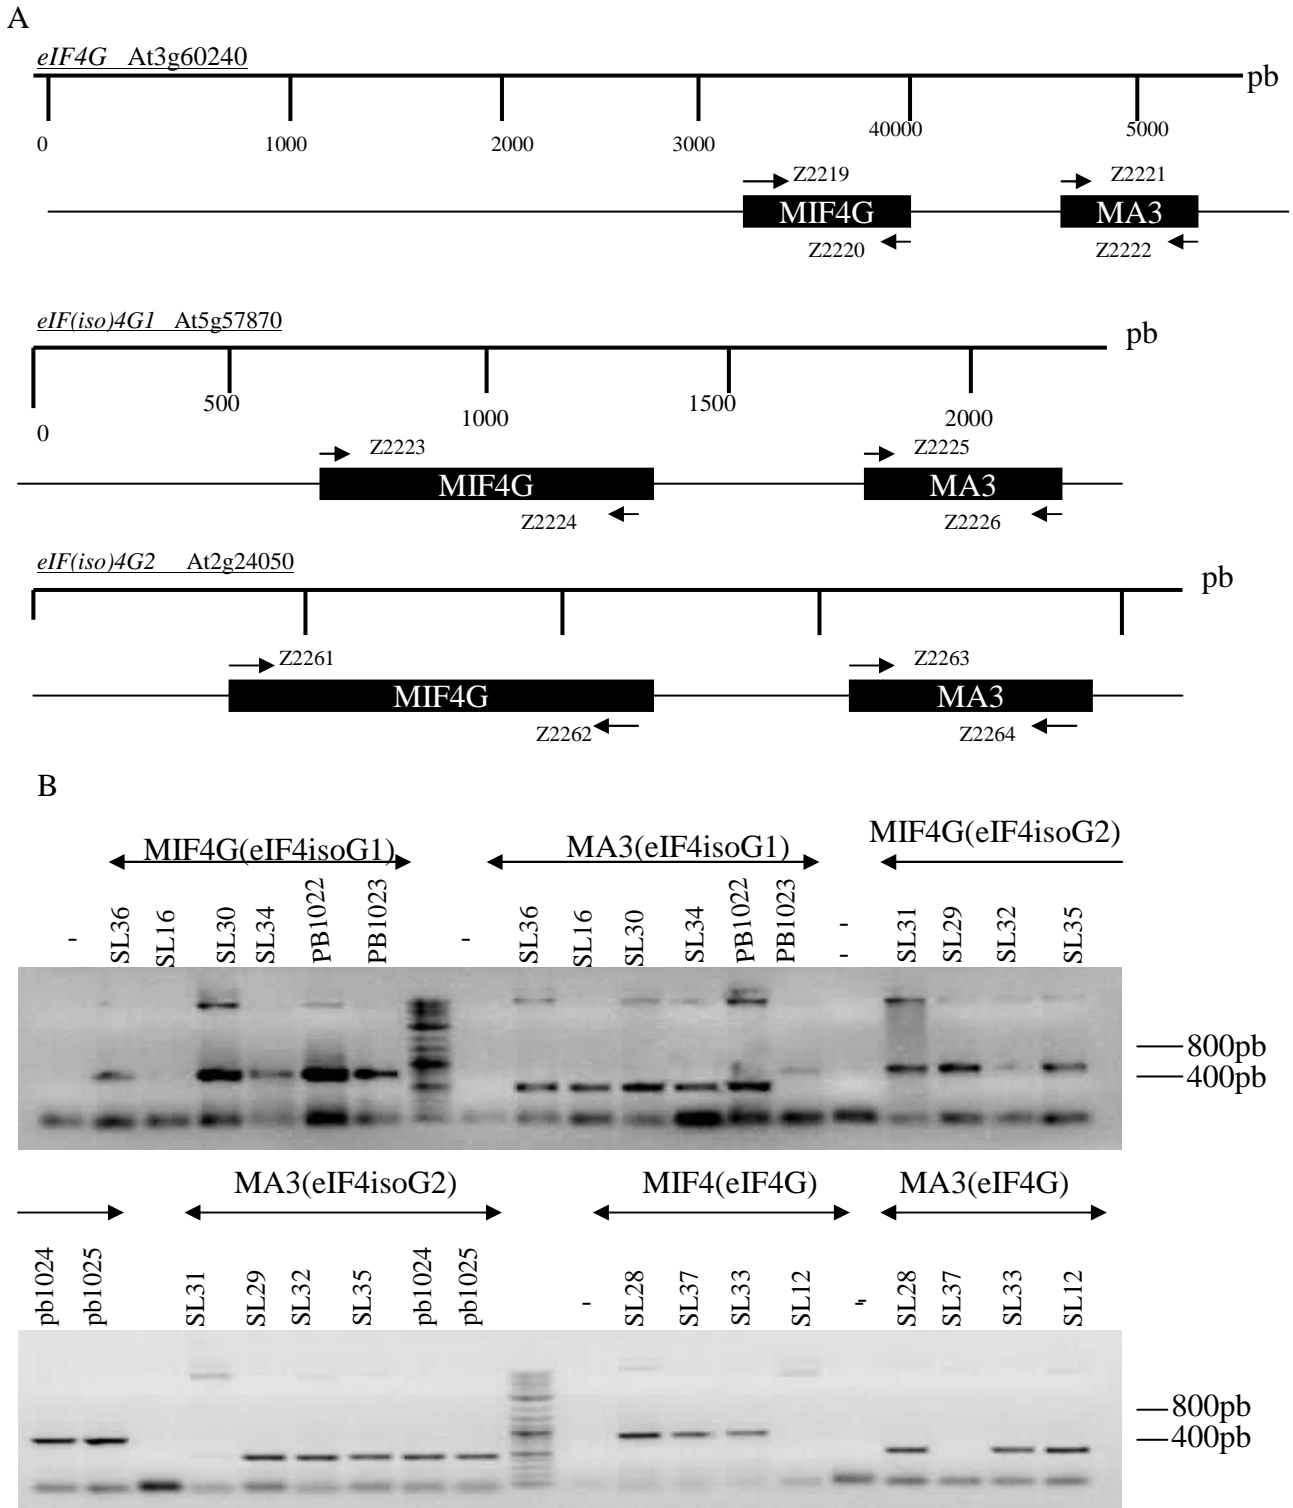 A
eIF4G At3g60240
pb
0 1000 2000 3000 40000 5000
Z2219 Z2221
MIF4G MA3
Z2220 Z2222
eIF(iso)4G1 At5g57870
pb
500 1000 1500 2000
0
Z2223 Z2225
MIF4G MA3
Z2224 Z2226
eIF(iso)4G2 At2g24050
pb
Z2261 Z2263
MIF4G MA3
Z2262 Z2264
B
MIF4G(eIF4isoG1) MA3(eIF4isoG1) MIF4G(eIF4isoG2)
- SL36 SL16 SL30 SL34 PB1022 PB1023 - SL36 SL16 SL30 SL34 PB1022 PB1023 - - SL31 SL29 SL32 SL35
800pb
400pb
MA3(eIF4isoG2) MIF4(eIF4G) MA3(eIF4G)
pb1024 pb1025 SL31 SL29 SL32 SL35 pb1024 pb1025 - SL28 SL37 SL33 SL12 - SL28 SL37 SL33 SL12
800pb
400pb